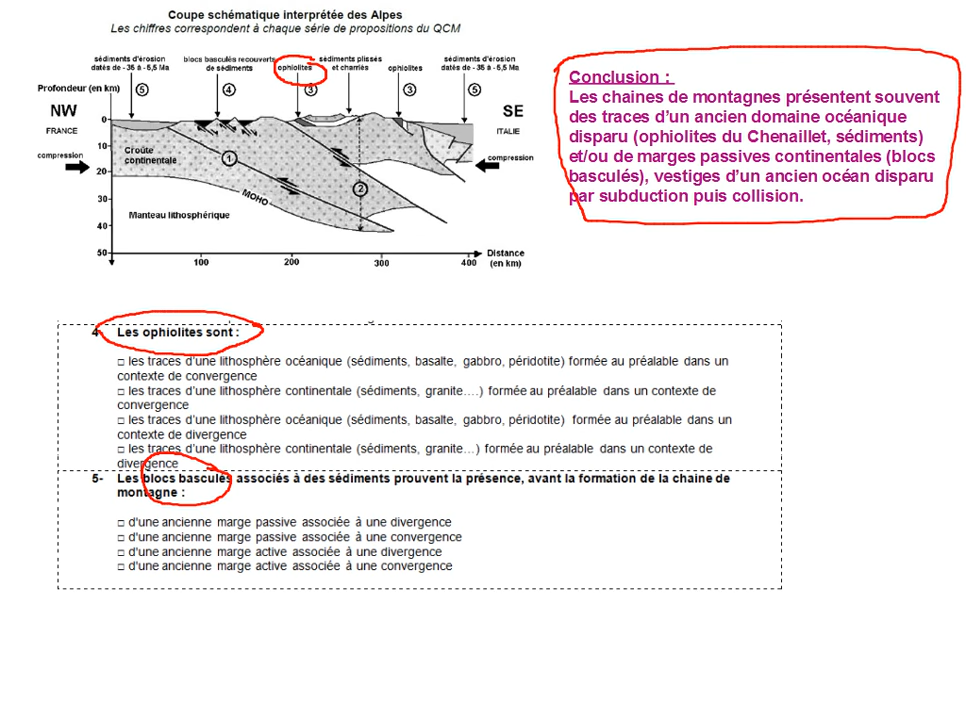 Coupe schématique interprétée des Alpes
Les chiffres correspondent à chaque série de propositions du QCM
sédiments d'érosion
datés de - 35 à - 5,5 Ma
blocs basculés recouverts
de sédiments
ophiolites
sédiments plissés
et charriés
ophiolites
sédiments d'érosion
datés de - 35 à - 5,5 Ma
Profondeur (en km)
5
4
3
3
5
NW
SE
FRANCE
ITALIE
0
10
20
30
40
50
compression
compression
Croûte
continentale
1
2
MOHO
Manteau lithosphérique
100
200
300
400
Distance
(en km)
Conclusion :
Les chaines de montagnes présentent souvent
des traces d'un ancien domaine océanique
disparu (ophiolites du Chenaillet, sédiments)
et/ou de marges passives continentales (blocs
basculés), vestiges d'un ancien océan disparu
par subduction puis collision.
4- Les ophiolites sont :
□ les traces d'une lithosphère océanique (sédiments, basalte, gabbro, péridotite) formée au préalable dans un
contexte de convergence
□ les traces d'une lithosphère continentale (sédiments, granite....) formée au préalable dans un contexte de
convergence
□ les traces d'une lithosphère océanique (sédiments, basalte, gabbro, péridotite) formée au préalable dans un
contexte de divergence
□ les traces d'une lithosphère continentale (sédiments, granite...) formée au préalable dans un contexte de
divergence
5- Les blocs basculés associés à des sédiments prouvent la présence, avant la formation de la chaine de
montagne :
□ d'une ancienne marge passive associée à une divergence
□ d'une ancienne marge passive associée à une convergence
□ d'une ancienne marge active associée à une divergence
□ d'une ancienne marge active associée à une convergence